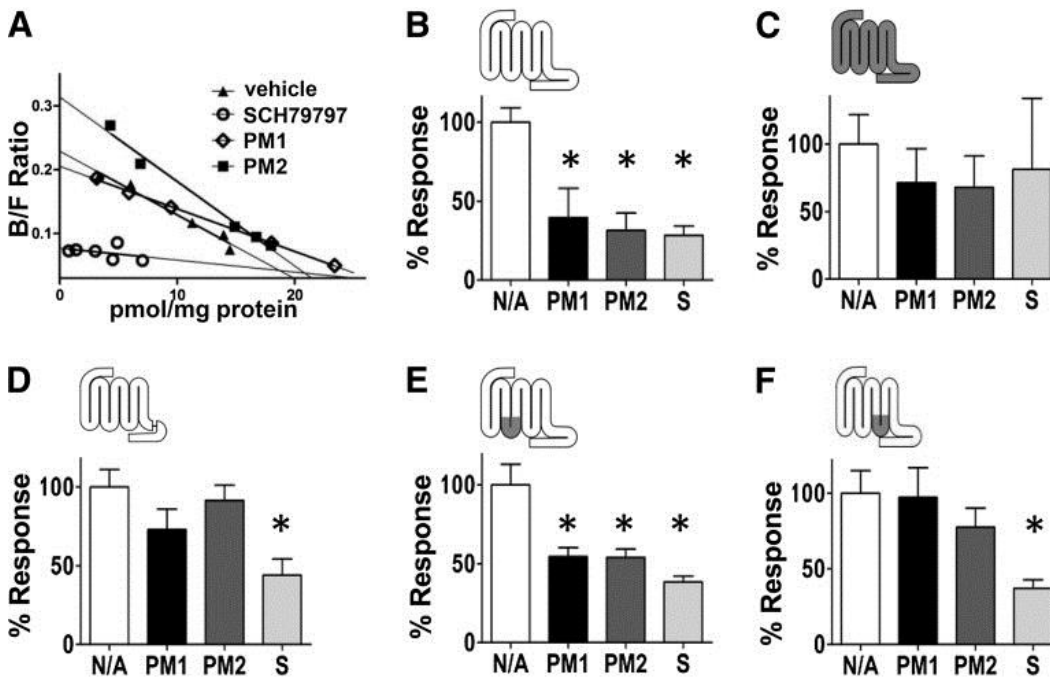 A
B/F Ratio
0.3
0.2
0.1
0
10
20
pmol/mg protein
vehicle
SCH79797
PM1
PM2
B
% Response
100
50
0
*
*
*
N/A PM1 PM2 S
C
% Response
100
50
0
N/A PM1 PM2 S
D
% Response
100
50
0
*
N/A PM1 PM2 S
E
% Response
100
50
0
*
*
*
N/A PM1 PM2 S
F
% Response
100
50
0
*
N/A PM1 PM2 S